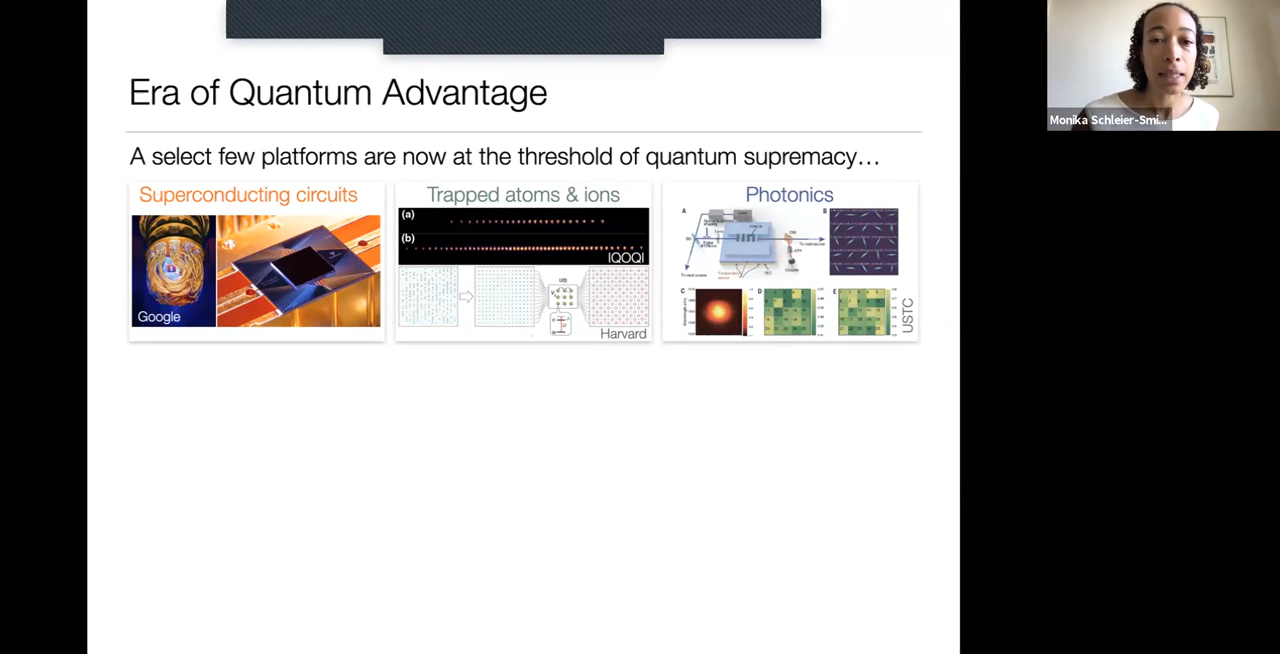 Era of Quantum Advantage
A select few platforms are now at the threshold of quantum supremacy…
Superconducting circuits
Google
Trapped atoms & ions
(a)
(b)
IQOQI
Harvard
Photonics
A
B
C
D
E
USTC
Monika Schleier-Smi...